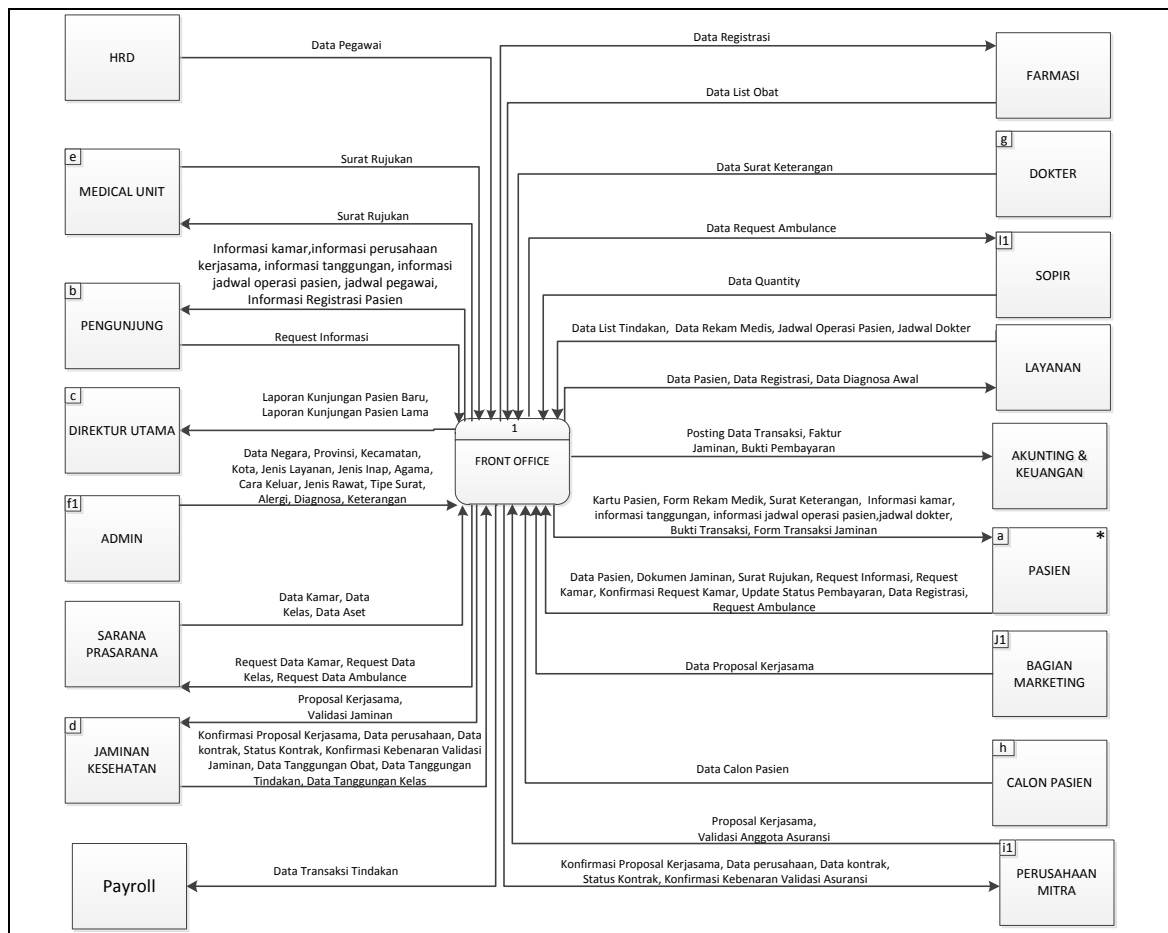 HRD
Data Pegawai
Data Registrasi
FARMASI
Data List Obat
e
MEDICAL UNIT
Surat Rujukan
Surat Rujukan
g
DOKTER
Data Surat Keterangan
b
PENGUNJUNG
Informasi kamar,informasi perusahaan
kerjasama, informasi tanggungan, informasi
jadwal operasi pasien, jadwal pegawai,
Informasi Registrasi Pasien
Request Informasi
Data Request Ambulance
l1
SOPIR
Data Quantity
Data List Tindakan, Data Rekam Medis, Jadwal Operasi Pasien, Jadwal Dokter
LAYANAN
Data Pasien, Data Registrasi, Data Diagnosa Awal
c
DIREKTUR UTAMA
Laporan Kunjungan Pasien Baru,
Laporan Kunjungan Pasien Lama
1
FRONT OFFICE
Posting Data Transaksi, Faktur
Jaminan, Bukti Pembayaran
AKUNTING &
KEUANGAN
Data Negara, Provinsi, Kecamatan,
Kota, Jenis Layanan, Jenis Inap, Agama,
Cara Keluar, Jenis Rawat, Tipe Surat,
Alergi, Diagnosa, Keterangan
f1
ADMIN
Kartu Pasien, Form Rekam Medik, Surat Keterangan, Informasi kamar,
informasi tanggungan, informasi jadwal operasi pasien,jadwal dokter,
Bukti Transaksi, Form Transaksi Jaminan
a
*
PASIEN
Data Pasien, Dokumen Jaminan, Surat Rujukan, Request Informasi, Request
Kamar, Konfirmasi Request Kamar, Update Status Pembayaran, Data Registrasi,
Request Ambulance
Data Kamar, Data
Kelas, Data Aset
SARANA
PRASARANA
Request Data Kamar, Request Data
Kelas, Request Data Ambulance
Data Proposal Kerjasama
J1
BAGIAN
MARKETING
Proposal Kerjasama,
Validasi Jaminan
d
JAMINAN
KESEHATAN
Konfirmasi Proposal Kerjasama, Data perusahaan, Data
kontrak, Status Kontrak, Konfirmasi Kebenaran Validasi
Jaminan, Data Tanggungan Obat, Data Tanggungan
Tindakan, Data Tanggungan Kelas
Data Calon Pasien
h
CALON PASIEN
Proposal Kerjasama,
Validasi Anggota Asuransi
i1
PERUSAHAAN
MITRA
Konfirmasi Proposal Kerjasama, Data perusahaan, Data kontrak,
Status Kontrak, Konfirmasi Kebenaran Validasi Asuransi
Payroll
Data Transaksi Tindakan